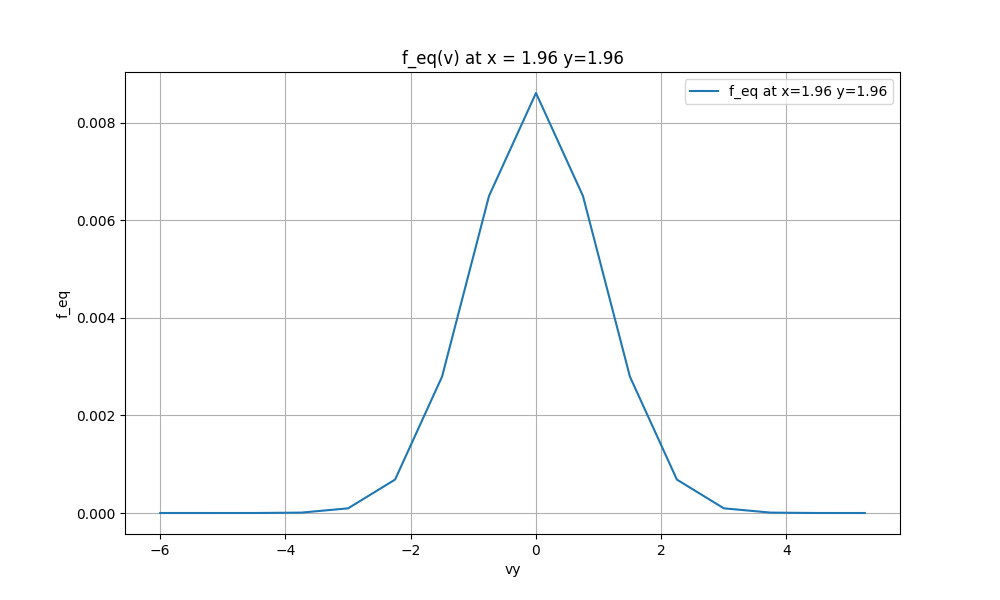 f_eq(v) at x = 1.96 y=1.96
f_eq at x=1.96 y=1.96
0.008
0.006
0.004
0.002
0.000
f_eq
−6
−4
−2
0
2
4
vy